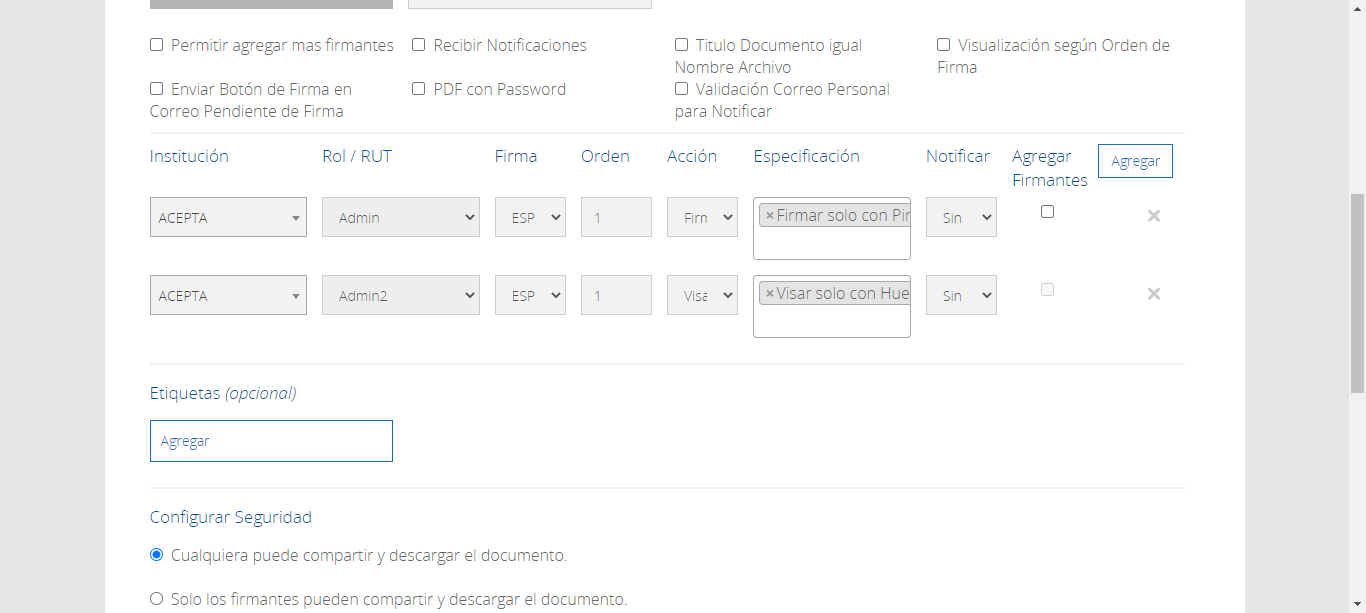 Permitir agregar mas firmantes
Recibir Notificaciones
Titulo Documento igual
Nombre Archivo
Visualización según Orden de
Firma
Enviar Botón de Firma en
Correo Pendiente de Firma
PDF con Password
Validación Correo Personal
para Notificar
Institución Rol / RUT Firma Orden Acción Especificación Notificar Agregar
Firmantes
Agregar
ACEPTA Admin ESP 1 Firm ×Firmar solo con Pin Sin ×
ACEPTA Admin2 ESP 1 Visa ×Visar solo con Hue Sin ×
Etiquetas (opcional)
Agregar
Configurar Seguridad
Cualquiera puede compartir y descargar el documento.
Solo los firmantes pueden compartir y descargar el documento.